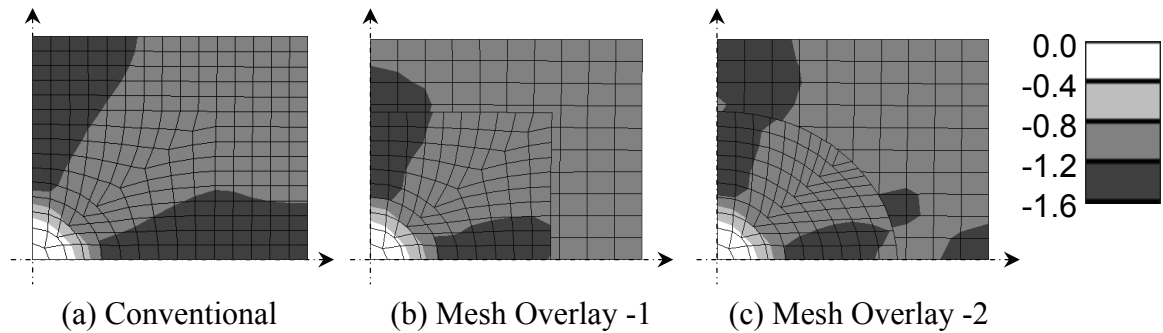 0.0
-0.4
-0.8
-1.2
-1.6
(a) Conventional
(b) Mesh Overlay -1
(c) Mesh Overlay -2